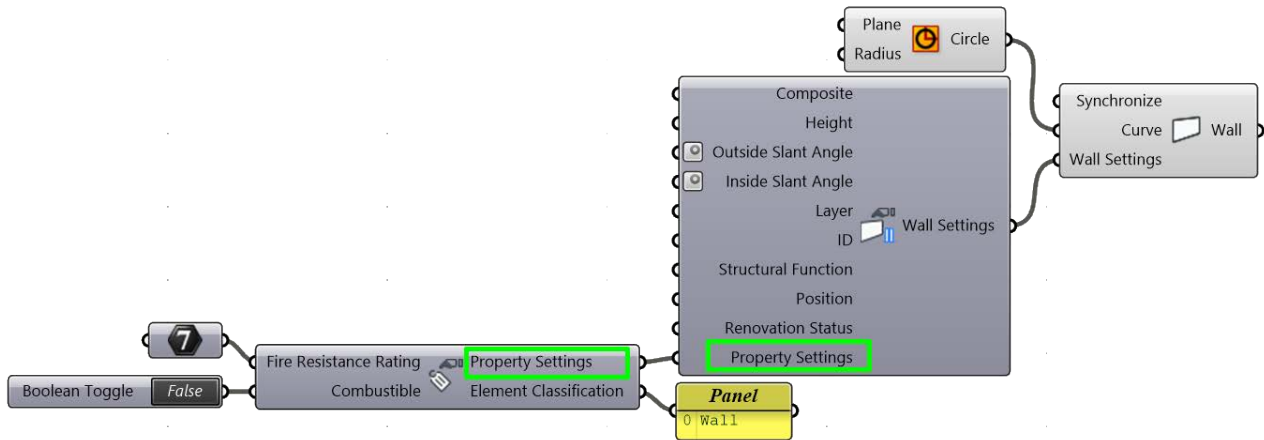 Plane
Radius
Circle
Composite
Height
Outside Slant Angle
Inside Slant Angle
Layer
ID
Structural Function
Position
Renovation Status
Property Settings
Wall Settings
Synchronize
Curve
Wall Settings
Wall
7
Boolean Toggle False
Fire Resistance Rating
Combustible
Property Settings
Element Classification
Panel
0 Wall